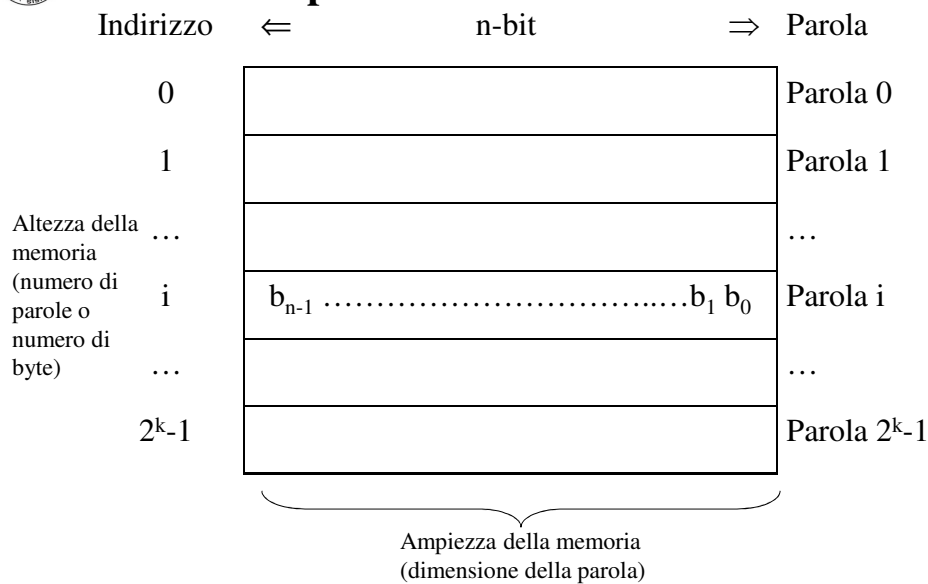 Indirizzo ⇐ n-bit ⇒ Parola
0 Parola 0
1 Parola 1
Altezza della memoria (numero di parole o numero di byte)
… …
i b_{n-1} …………………………..…b_1 b_0 Parola i
… …
2^k-1 Parola 2^k-1
Ampiezza della memoria
(dimensione della parola)